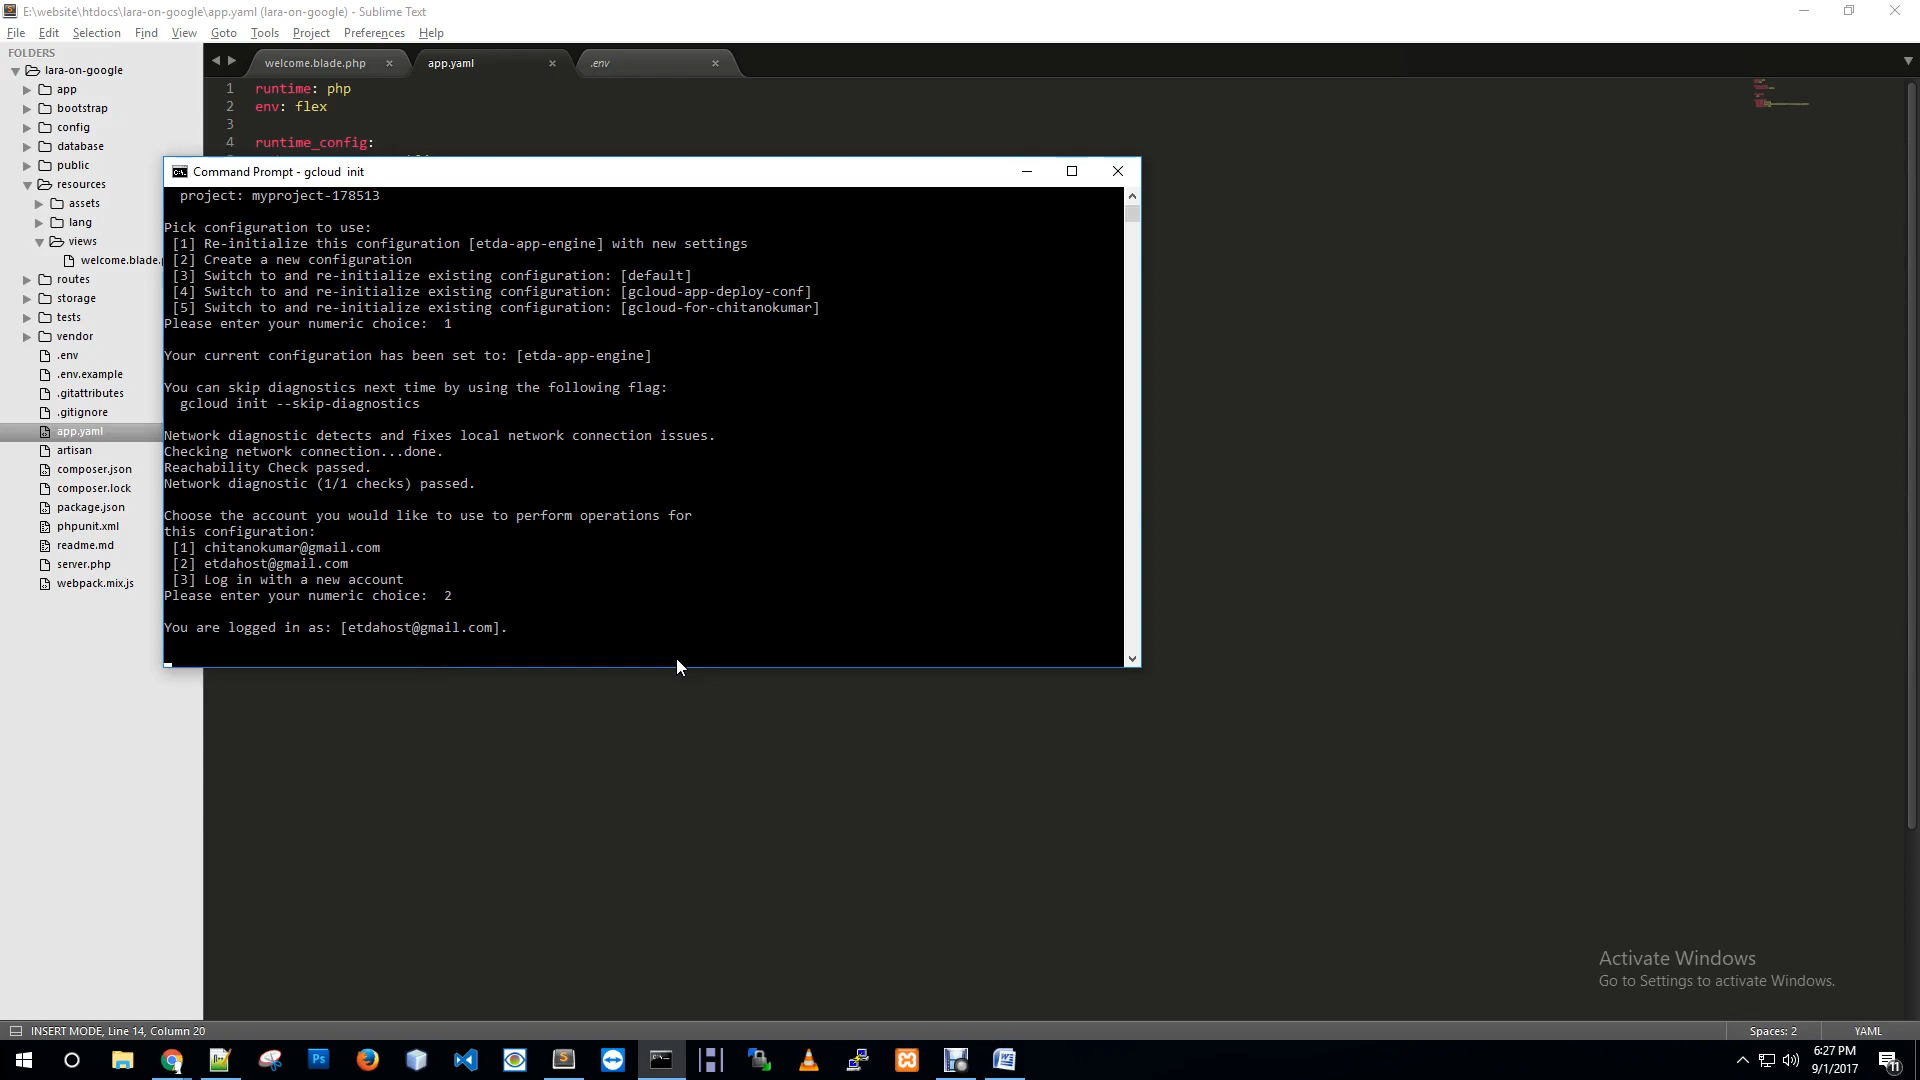 E:\website\htdocs\lara-on-google\app.yaml (lara-on-google) - Sublime Text
File Edit Selection Find View Goto Tools Project Preferences Help
FOLDERS
lara-on-google
app
bootstrap
config
database
public
resources
assets
lang
views
welcome.blade.
routes
storage
tests
vendor
.env
.env.example
.gitattributes
.gitignore
app.yaml
artisan
composer.json
composer.lock
package.json
phpunit.xml
readme.md
server.php
webpack.mix.js
welcome.blade.php
app.yaml
.env
1 runtime: php
2 env: flex
3
4 runtime_config:
Command Prompt - gcloud init
project: myproject-178513
Pick configuration to use:
[1] Re-initialize this configuration [etda-app-engine] with new settings
[2] Create a new configuration
[3] Switch to and re-initialize existing configuration: [default]
[4] Switch to and re-initialize existing configuration: [gcloud-app-deploy-conf]
[5] Switch to and re-initialize existing configuration: [gcloud-for-chitanokumar]
Please enter your numeric choice: 1
Your current configuration has been set to: [etda-app-engine]
You can skip diagnostics next time by using the following flag:
gcloud init --skip-diagnostics
Network diagnostic detects and fixes local network connection issues.
Checking network connection...done.
Reachability Check passed.
Network diagnostic (1/1 checks) passed.
Choose the account you would like to use to perform operations for
this configuration:
[1] chitanokumar@gmail.com
[2] etdahost@gmail.com
[3] Log in with a new account
Please enter your numeric choice: 2
You are logged in as: [etdahost@gmail.com].
Activate Windows
Go to Settings to activate Windows.
INSERT MODE, Line 14, Column 20
Spaces: 2
YAML
6:27 PM
9/1/2017
11